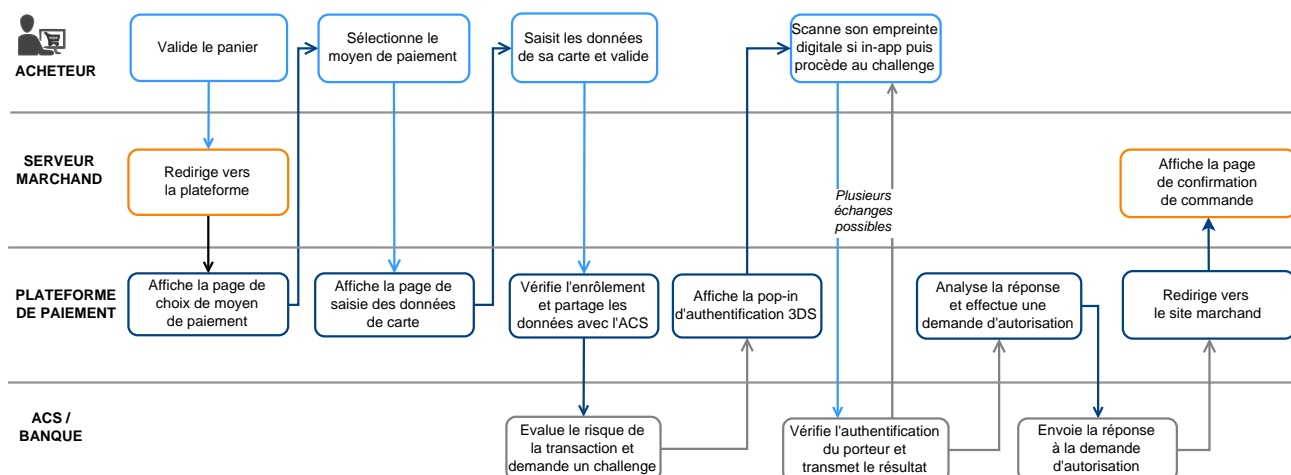 ACHETEUR
Valide le panier
Sélectionne le
moyen de paiement
Saisit les données
de sa carte et valide
Scanne son empreinte
digitale si in-app puis
procède au challenge
SERVEUR
MARCHAND
Redirige vers
la plateforme
Plusieurs
échanges
possibles
Affiche la page
de confirmation
de commande
PLATEFORME
DE PAIEMENT
Affiche la page de
choix de moyen
de paiement
Affiche la page de
saisie des données
de carte
Vérifie l'enrôlement
et partage les
données avec l'ACS
Affiche la pop-in
d'authentification 3DS
Analyse la réponse
et effectue une
demande d'autorisation
Redirige vers
le site marchand
ACS /
BANQUE
Evalue le risque de
la transaction et
demande un challenge
Vérifie l'authentification
du porteur et
transmet le résultat
Envoie la réponse
à la demande
d'autorisation